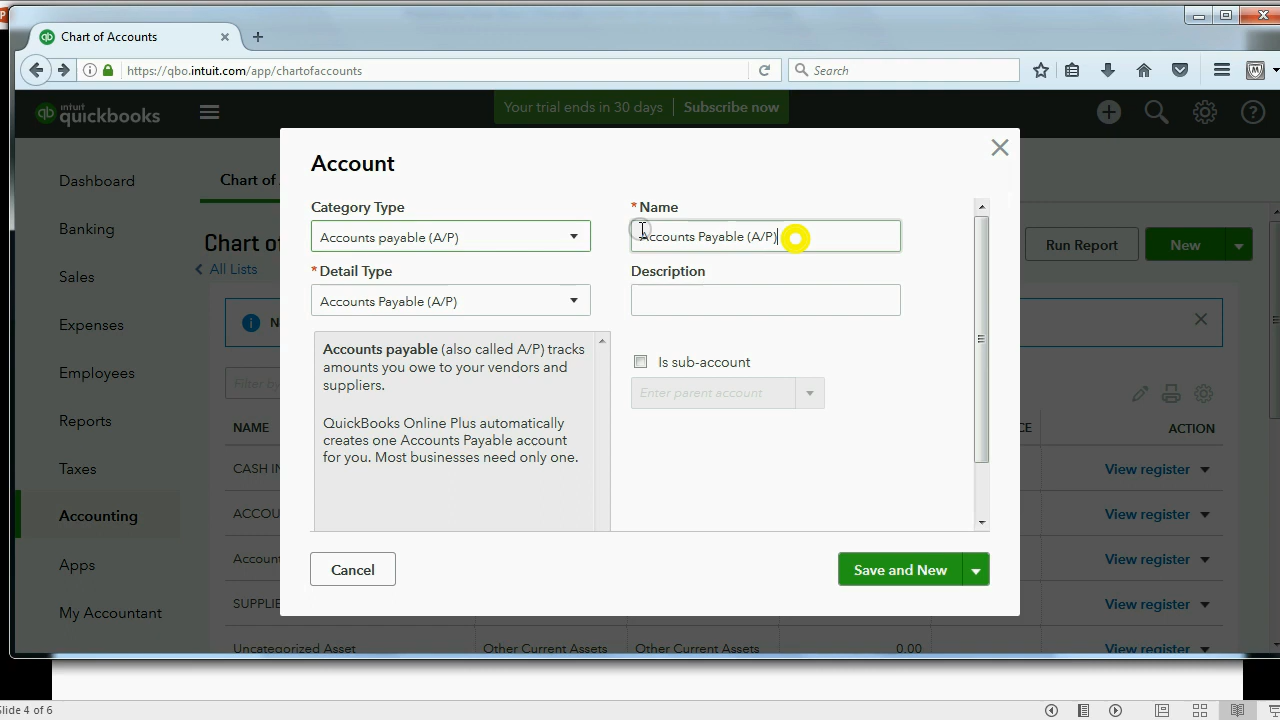 Chart of Accounts
https://qbo.intuit.com/app/chartofaccounts
Search
intuit
quickbooks
Your trial ends in 30 days
Subscribe now
Dashboard
Banking
Sales
Expenses
Employees
Reports
Taxes
Accounting
Apps
My Accountant
Chart of
Chart o
All Lists
Run Report
New
N
Filter by
NAME
CE
ACTION
CASH IN
View register
ACCOU
View register
Account
View register
SUPPLIE
View register
Uncategorized Asset
Other Current Assets
Other Current Assets
0.00
View register
Account
Category Type
Accounts payable (A/P)
* Name
Accounts Payable (A/P)
* Detail Type
Accounts Payable (A/P)
Description
Accounts payable (also called A/P) tracks
amounts you owe to your vendors and
suppliers.
QuickBooks Online Plus automatically
creates one Accounts Payable account
for you. Most businesses need only one.
Is sub-account
Enter parent account
Cancel
Save and New
Slide 4 of 6